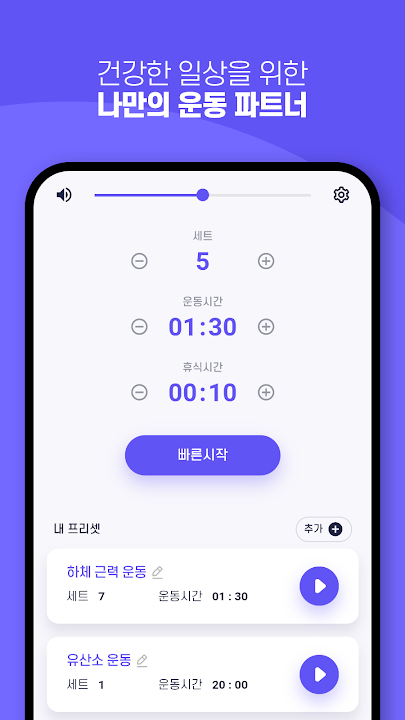 건강한 일상을 위한
나만의 운동 파트너
세트
5
운동시간
01:30
휴식시간
00:10
빠른시작
내 프리셋 추가
하체 근력 운동
세트 7 운동시간 01 : 30
유산소 운동
세트 1 운동시간 20 : 00